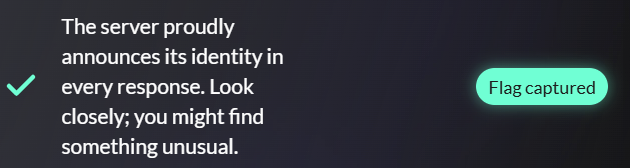 The server proudly
announces its identity in
every response. Look
closely; you might find
something unusual.
Flag captured